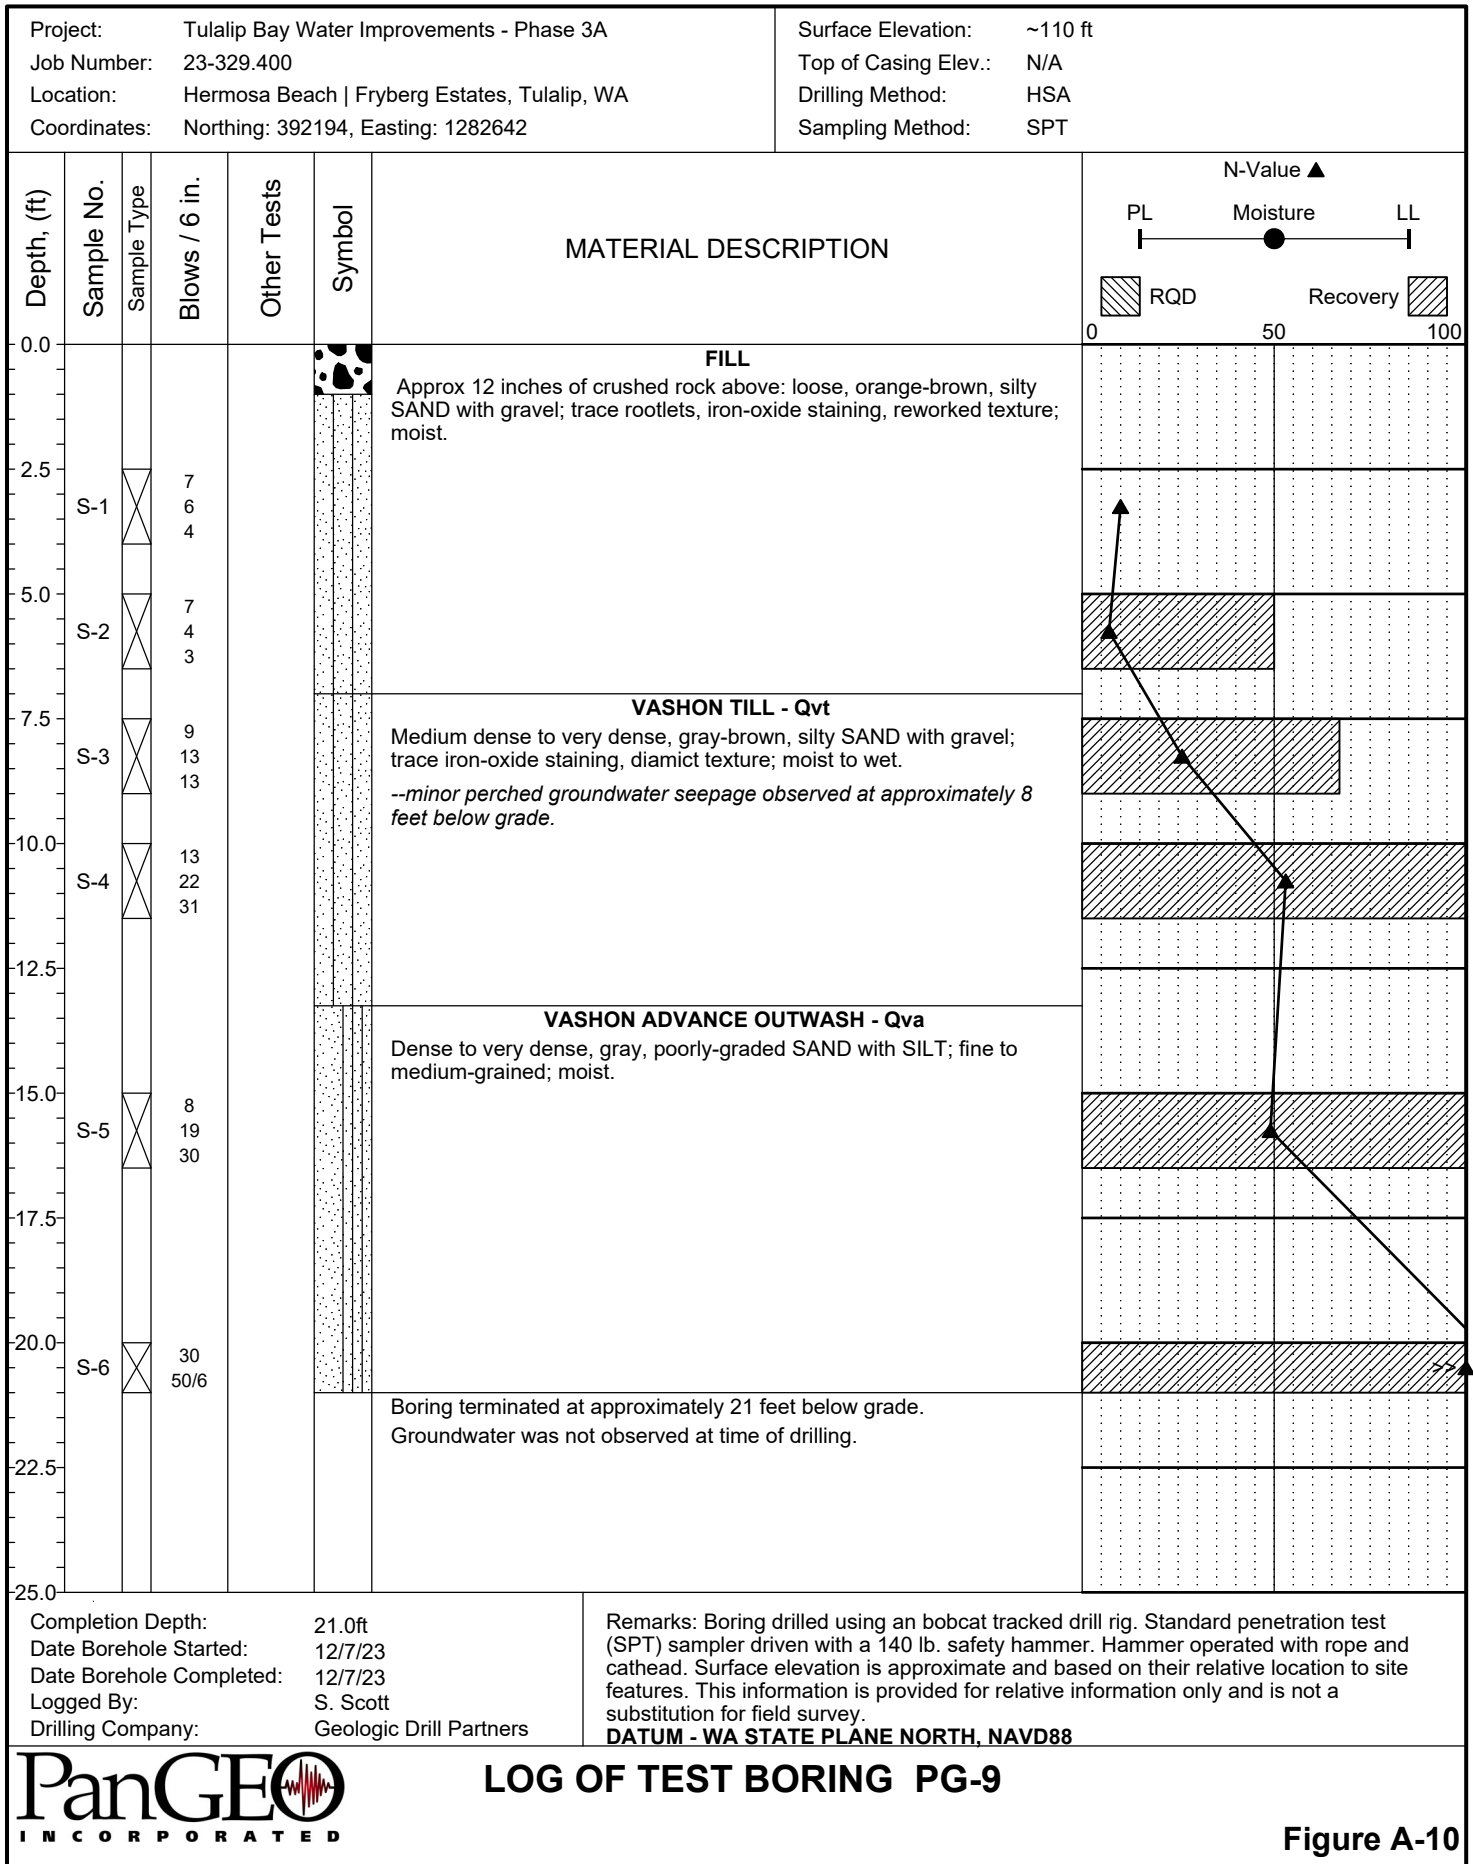 Project: Tulalip Bay Water Improvements - Phase 3A
Job Number: 23-329.400
Location: Hermosa Beach | Fryberg Estates, Tulalip, WA
Coordinates: Northing: 392194, Easting: 1282642
Surface Elevation: ~110 ft
Top of Casing Elev.: N/A
Drilling Method: HSA
Sampling Method: SPT
Depth, (ft)
Sample No.
Sample Type
Blows / 6 in.
Other Tests
Symbol
MATERIAL DESCRIPTION
N-Value ▲
PL Moisture LL
RQD Recovery
0 50 100
0.0
FILL
Approx 12 inches of crushed rock above: loose, orange-brown, silty
SAND with gravel; trace rootlets, iron-oxide staining, reworked texture;
moist.
2.5
S-1
7
6
4
5.0
S-2
7
4
3
VASHON TILL - Qvt
7.5
Medium dense to very dense, gray-brown, silty SAND with gravel;
trace iron-oxide staining, diamict texture; moist to wet.
--minor perched groundwater seepage observed at approximately 8
feet below grade.
S-3
9
13
13
10.0
S-4
13
22
31
12.5
VASHON ADVANCE OUTWASH - Qva
Dense to very dense, gray, poorly-graded SAND with SILT; fine to
medium-grained; moist.
15.0
S-5
8
19
30
17.5
20.0
S-6
30
50/6
>>
Boring terminated at approximately 21 feet below grade.
Groundwater was not observed at time of drilling.
22.5
25.0
Completion Depth: 21.0ft
Date Borehole Started: 12/7/23
Date Borehole Completed: 12/7/23
Logged By: S. Scott
Drilling Company: Geologic Drill Partners
Remarks: Boring drilled using an bobcat tracked drill rig. Standard penetration test
(SPT) sampler driven with a 140 lb. safety hammer. Hammer operated with rope and
cathead. Surface elevation is approximate and based on their relative location to site
features. This information is provided for relative information only and is not a
substitution for field survey.
DATUM - WA STATE PLANE NORTH, NAVD88
PanGEO
INCORPORATED
LOG OF TEST BORING PG-9
Figure A-10